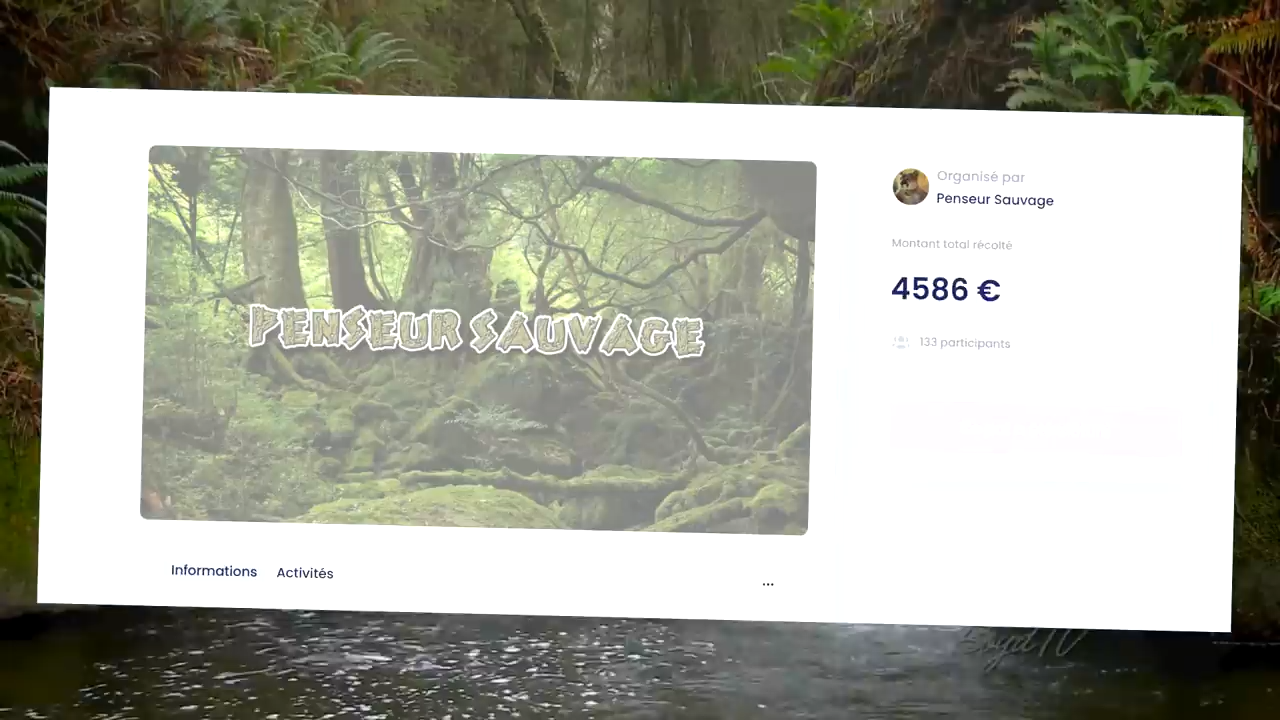 PENSEUR SAUVAGE
Organisé par
Penseur Sauvage
Montant total récolté
4586 €
133 participants
Informations Activités
...